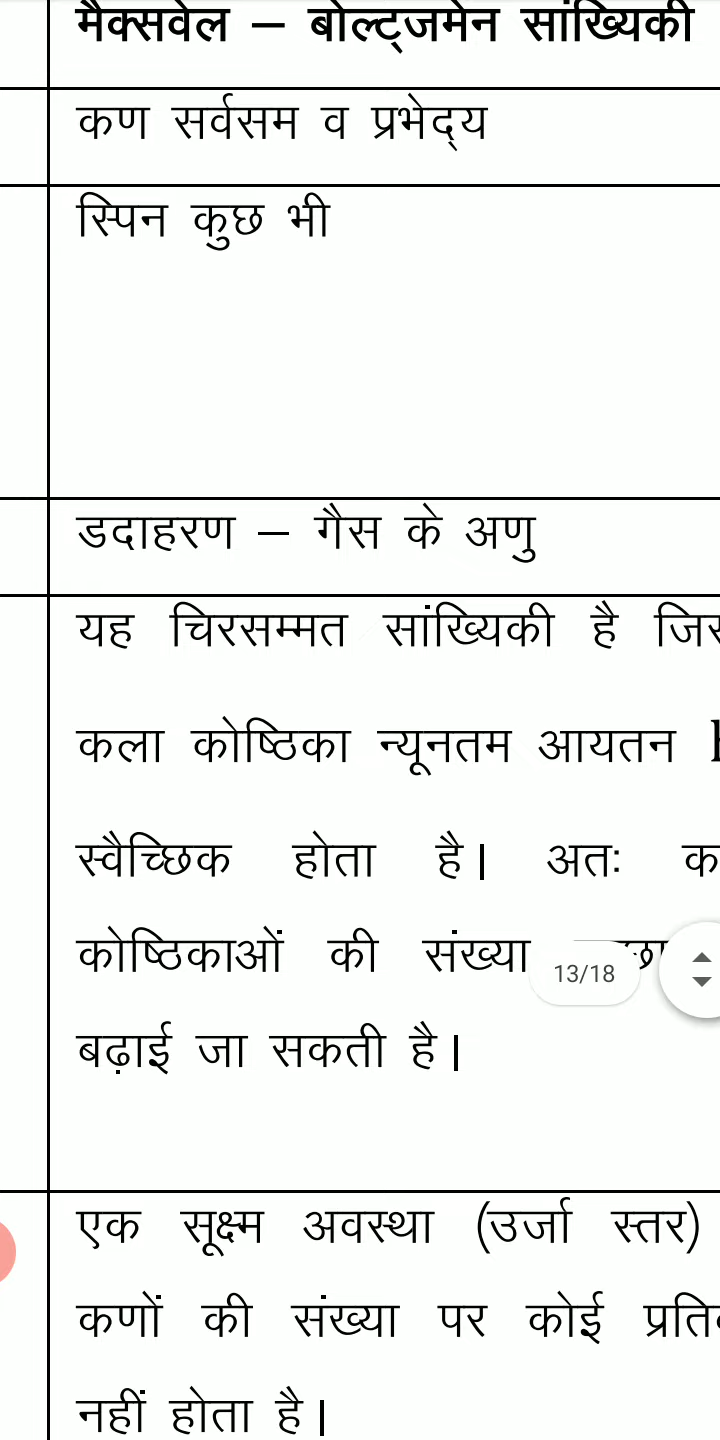 मैक्सवेल – बोल्ट्जमेन सांख्यिकी
कण सर्वसम व प्रभेद्य
स्पिन कुछ भी
डदाहरण – गैस के अणु
यह चिरसम्मत सांख्यिकी है
कला कोष्ठिका न्यूनतम आयतन
स्वैच्छिक होता है। अतः
कोष्ठिकाओं की संख्या
13/18
बढ़ाई जा सकती है।
एक सूक्ष्म अवस्था (उर्जा स्तर)
कणों की संख्या पर कोई
नहीं होता है।